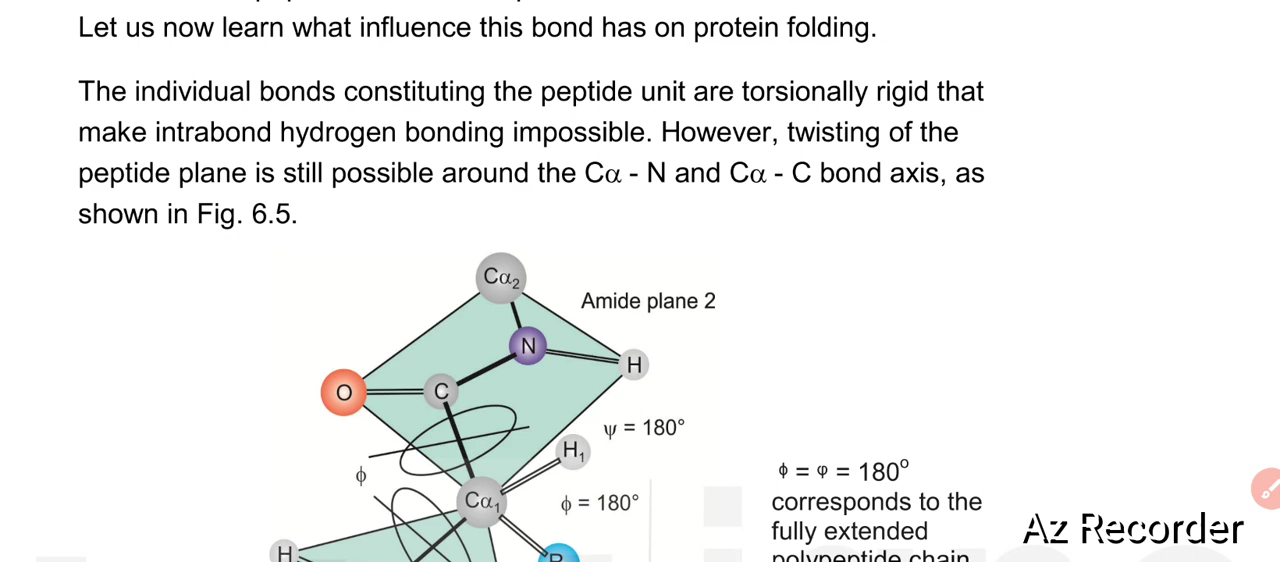 Let us now learn what influence this bond has on protein folding.
The individual bonds constituting the peptide unit are torsionally rigid that
make intrabond hydrogen bonding impossible. However, twisting of the
peptide plane is still possible around the Cα - N and Cα - C bond axis, as
shown in Fig. 6.5.
Cα₂
Amide plane 2
N
H
O
C
ψ = 180°
H₁
ϕ
Cα₁
ϕ = 180°
H
R
ϕ = φ = 180°
corresponds to the
fully extended
polypeptide chain
Az Recorder